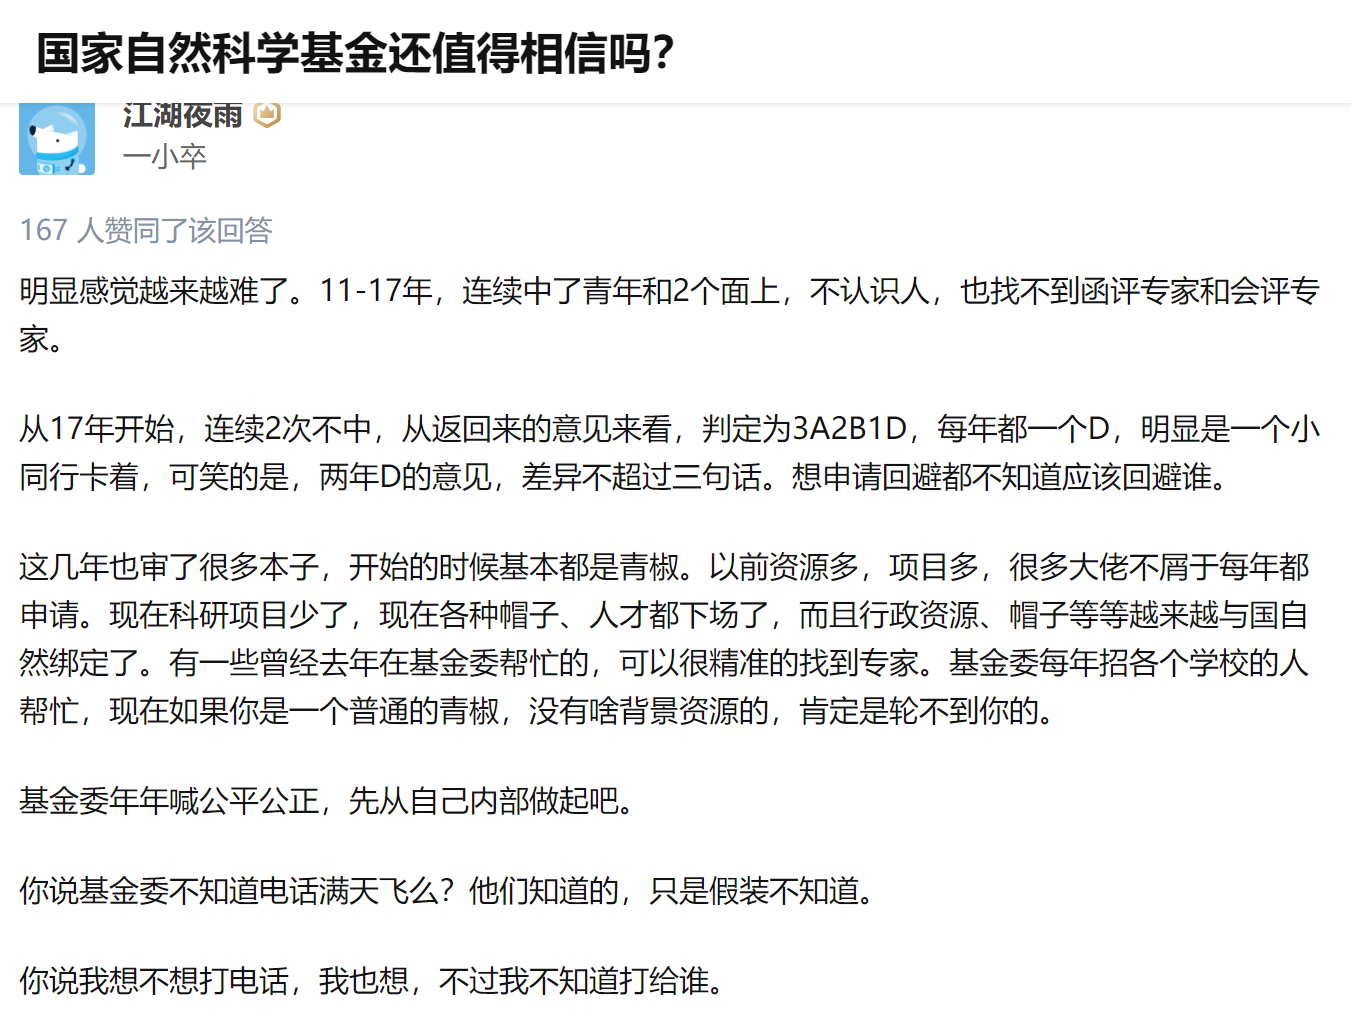 国家自然科学基金还值得相信吗？
江湖夜雨
一小卒
167 人赞同了该回答
明显感觉越来越难了。11-17年，连续中了青年和2个面上，不认识人，也找不到函评专家和会评专
家。
从17年开始，连续2次不中，从返回来的意见来看，判定为3A2B1D，每年都一个D，明显是一个小
同行卡着，可笑的是，两年D的意见，差异不超过三句话。想申请回避都不知道应该回避谁。
这几年也审了很多本子，开始的时候基本都是青椒。以前资源多，项目多，很多大佬不屑于每年都
申请。现在科研项目少了，现在各种帽子、人才都下场了，而且行政资源、帽子等等越来越与国自
然绑定了。有一些曾经去年在基金委帮忙的，可以很精准的找到专家。基金委每年招各个学校的人
帮忙，现在如果你是一个普通的青椒，没有啥背景资源的，肯定是轮不到你的。
基金委年年喊公平公正，先从自己内部做起吧。
你说基金委不知道电话满天飞么？他们知道的，只是假装不知道。
你说我想不想打电话，我也想，不过我不知道打给谁。